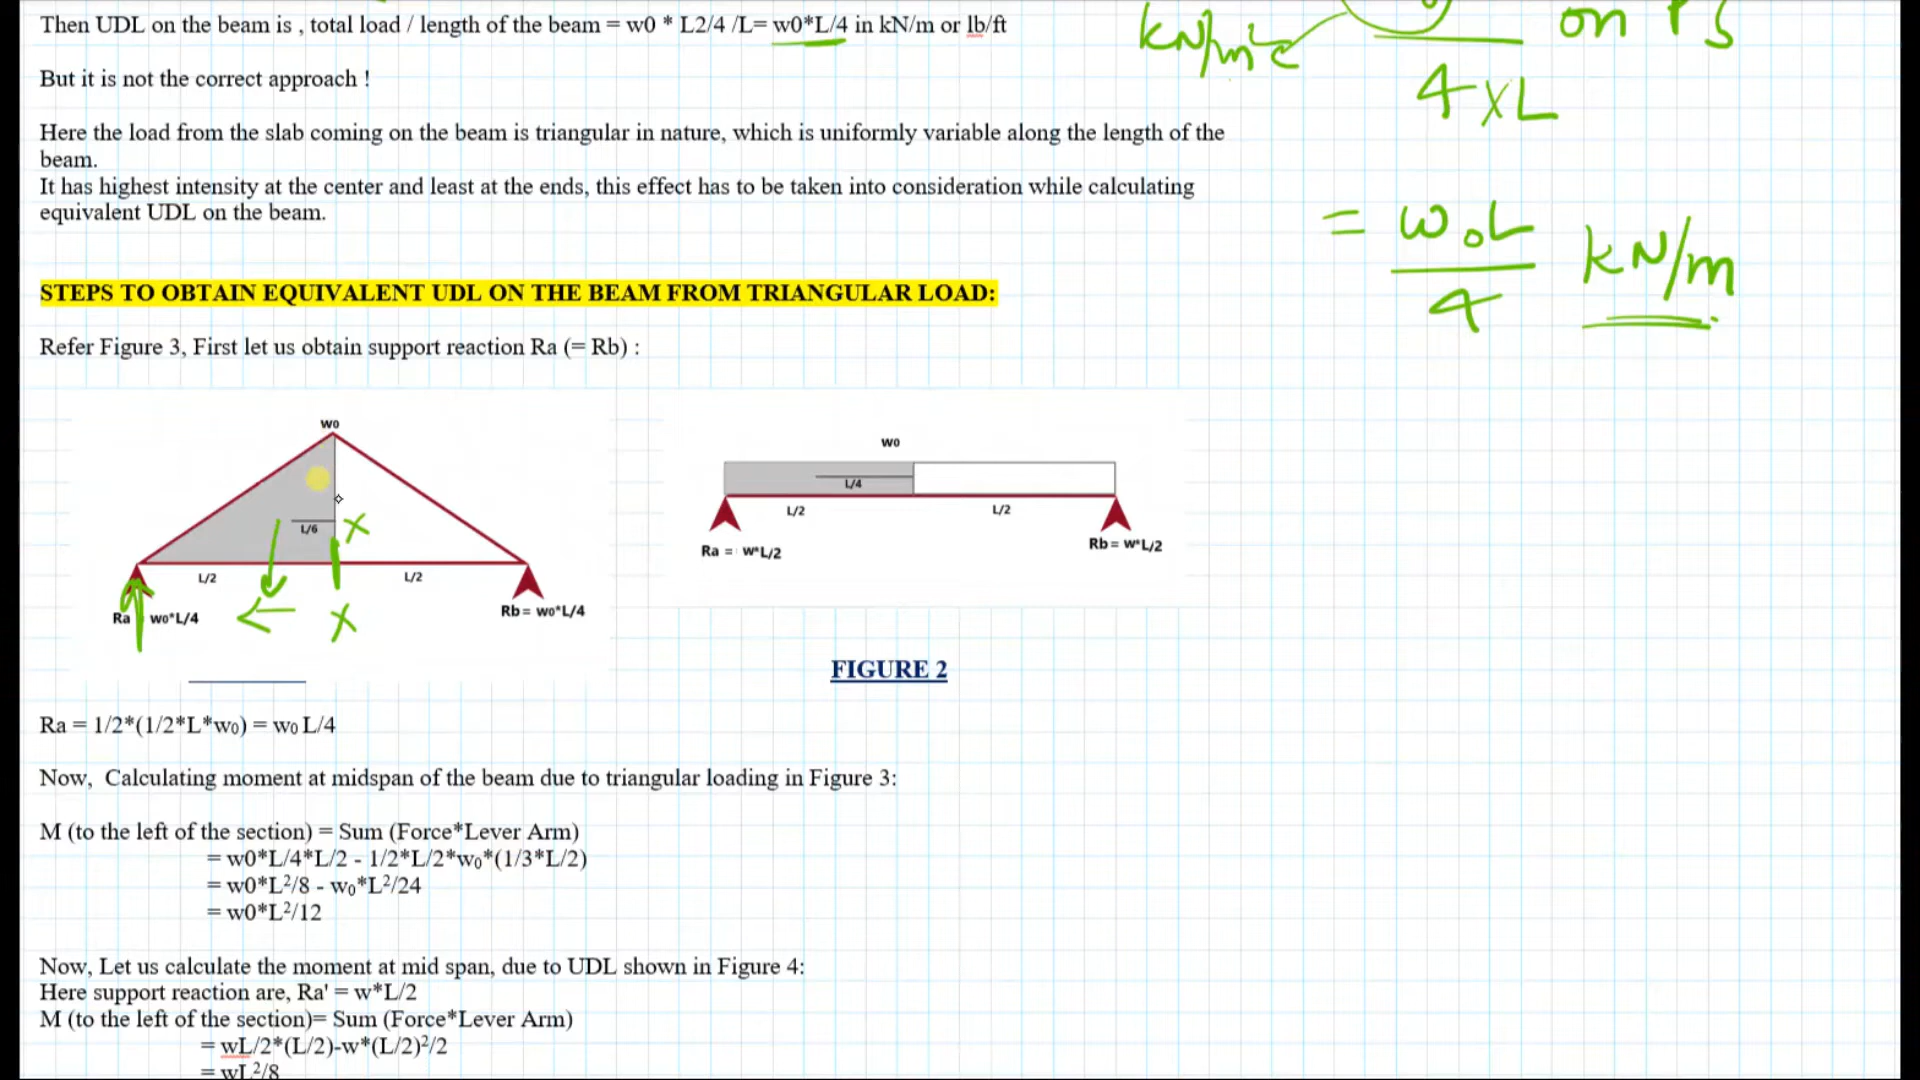 Then UDL on the beam is , total load / length of the beam = w0 * L2/4 /L= w0*L/4 in kN/m or lb/ft
But it is not the correct approach !
Here the load from the slab coming on the beam is triangular in nature, which is uniformly variable along the length of the
beam.
It has highest intensity at the center and least at the ends, this effect has to be taken into consideration while calculating
equivalent UDL on the beam.
kN/m²
on
4 x L
= w₀L
4
kN/m
STEPS TO OBTAIN EQUIVALENT UDL ON THE BEAM FROM TRIANGULAR LOAD:
Refer Figure 3, First let us obtain support reaction Ra (= Rb) :
w0
L/6
x
L/2
L/2
Ra
w0*L/4
x
Rb= w0*L/4
w0
L/4
L/2
L/2
Ra = w*L/2
Rb= w*L/2
FIGURE 2
Ra = 1/2*(1/2*L*w₀) = w₀ L/4
Now, Calculating moment at midspan of the beam due to triangular loading in Figure 3:
M (to the left of the section) = Sum (Force*Lever Arm)
= w0*L/4*L/2 - 1/2*L/2*w₀*(1/3*L/2)
= w0*L²/8 - w₀*L²/24
= w0*L²/12
Now, Let us calculate the moment at mid span, due to UDL shown in Figure 4:
Here support reaction are, Ra' = w*L/2
M (to the left of the section)= Sum (Force*Lever Arm)
= wL/2*(L/2)-w*(L/2)²/2
= wL²/8